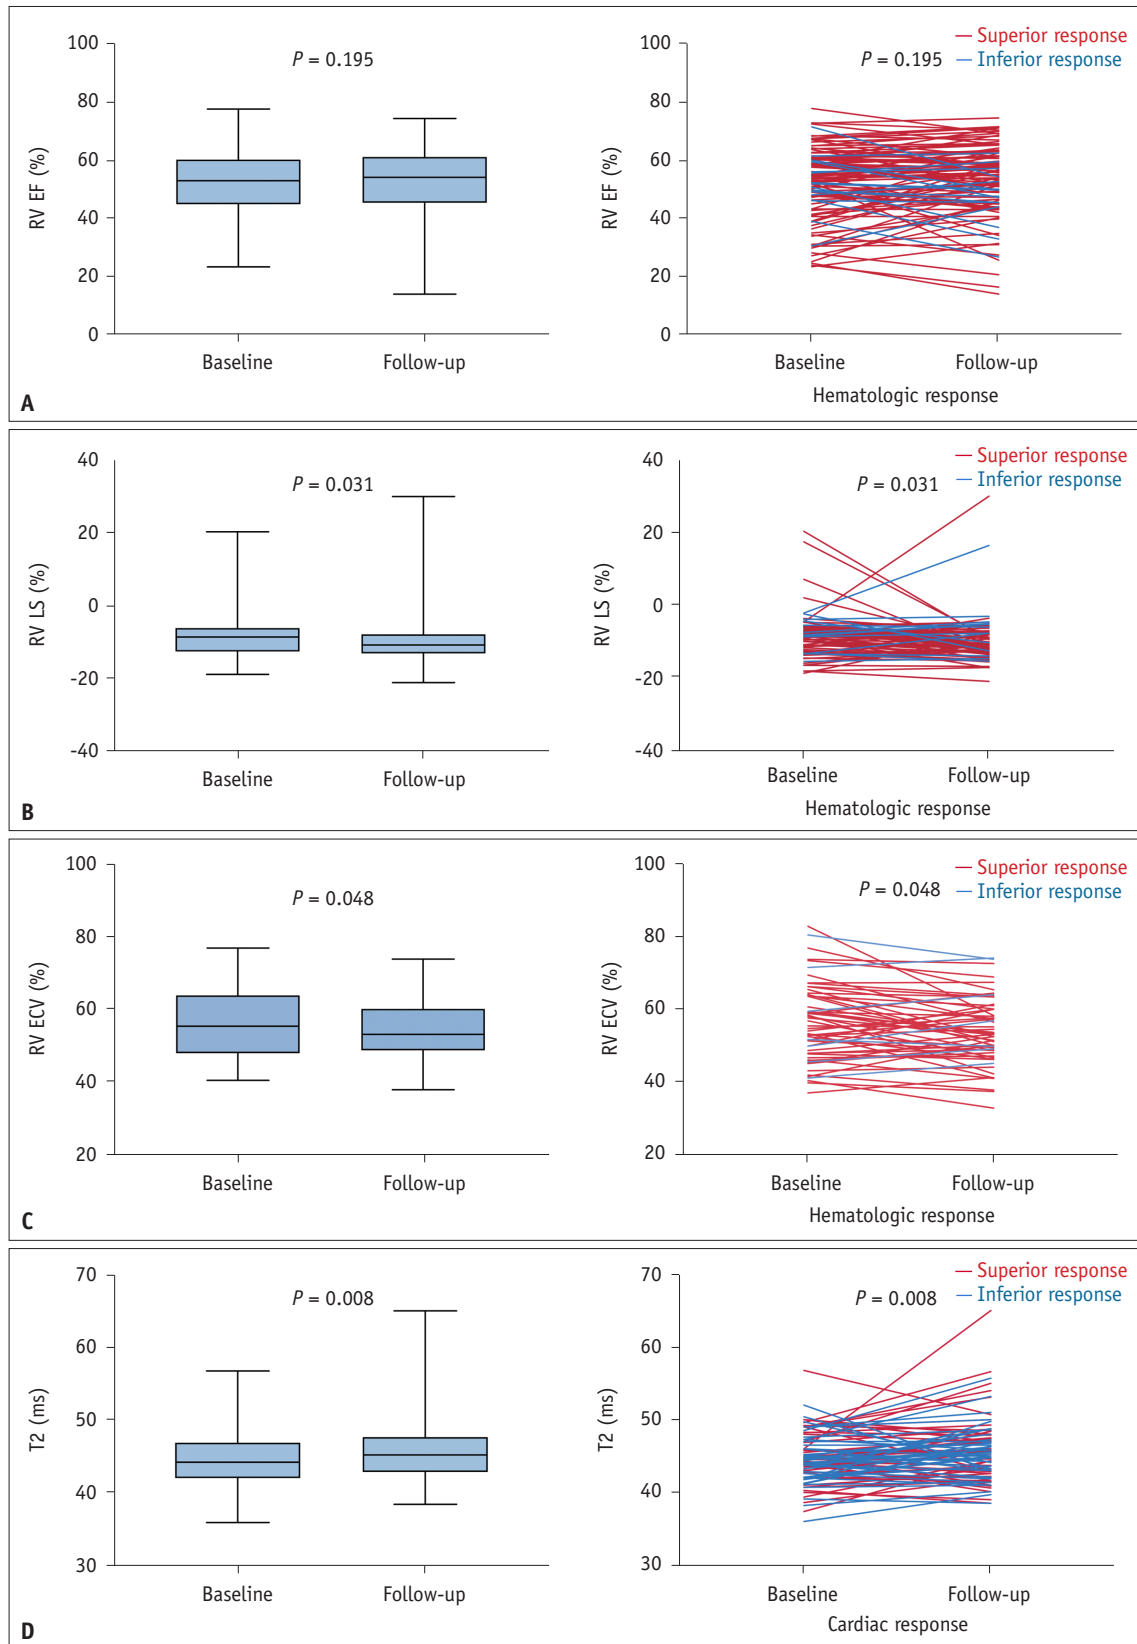 100
80
60
40
20
0
RV EF (%)
P = 0.195
Baseline
Follow-up
A
100
80
60
40
20
0
RV EF (%)
P = 0.195
Superior response
Inferior response
Baseline
Follow-up
Hematologic response
40
20
0
-20
-40
RV LS (%)
P = 0.031
Baseline
Follow-up
B
40
20
0
-20
-40
RV LS (%)
P = 0.031
Superior response
Inferior response
Baseline
Follow-up
Hematologic response
100
80
60
40
20
RV ECV (%)
P = 0.048
Baseline
Follow-up
C
100
80
60
40
20
RV ECV (%)
P = 0.048
Superior response
Inferior response
Baseline
Follow-up
Hematologic response
70
60
50
40
30
T2 (ms)
P = 0.008
Baseline
Follow-up
D
70
60
50
40
30
T2 (ms)
P = 0.008
Superior response
Inferior response
Baseline
Follow-up
Cardiac response